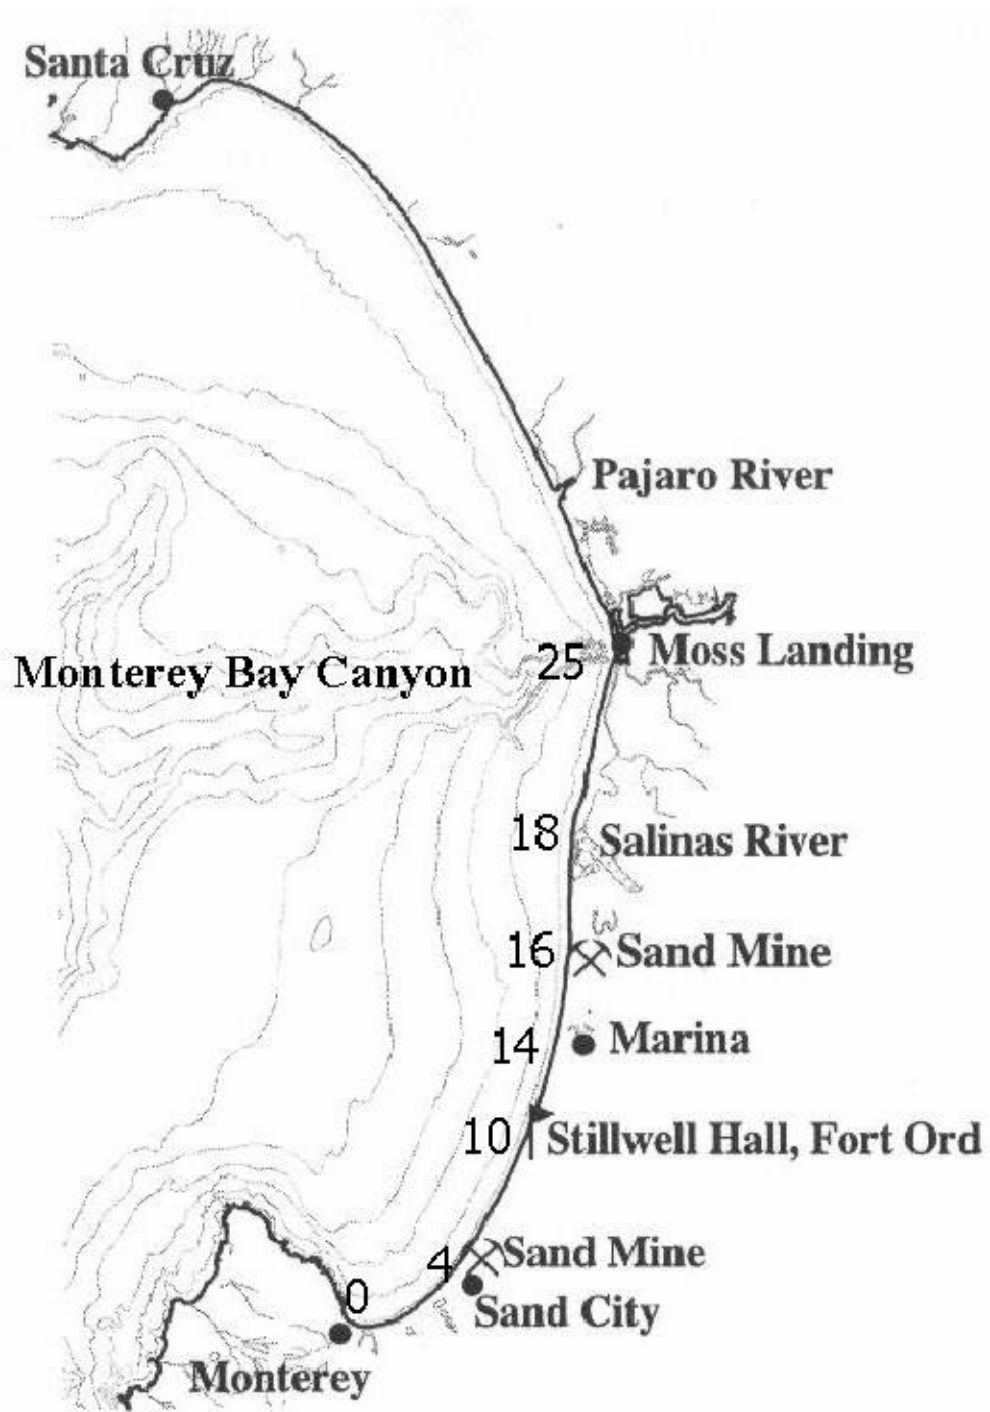 Santa Cruz
Pajaro River
Moss Landing
25
Monterey Bay Canyon
18
Salinas River
16
Sand Mine
14
Marina
10
Stillwell Hall, Fort Ord
4
Sand Mine
0
Sand City
Monterey